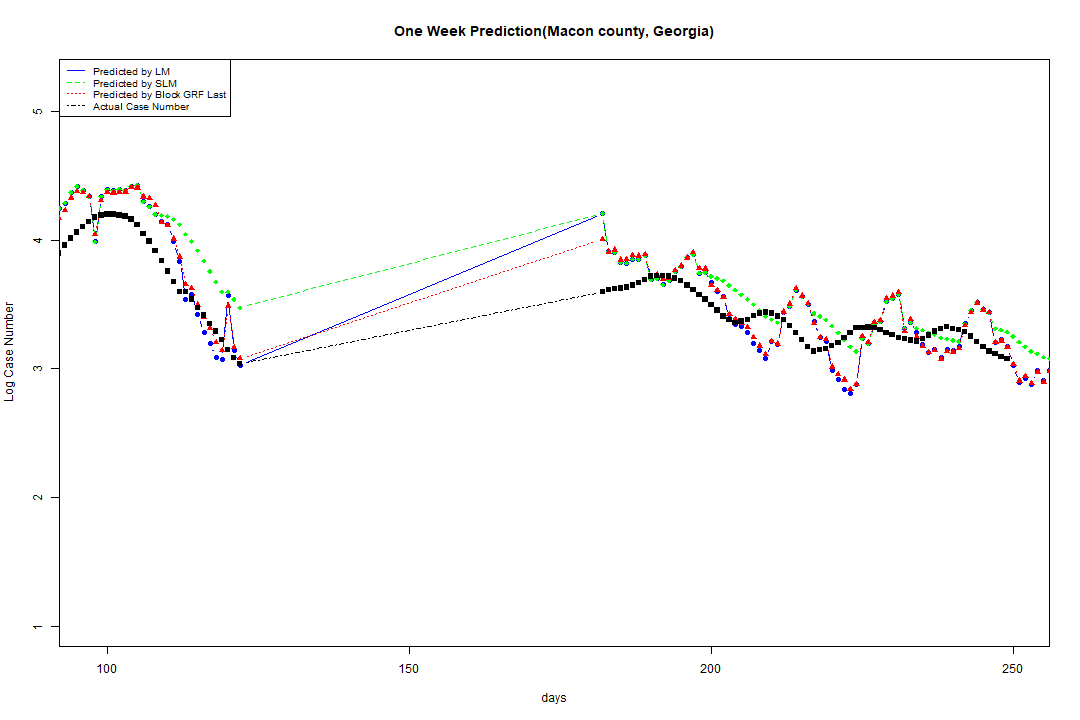 One Week Prediction(Macon county, Georgia)
Predicted by LM
Predicted by SLM
Predicted by Block GRF Last
Actual Case Number
5
4
3
2
1
Log Case Number
100 150 200 250
days